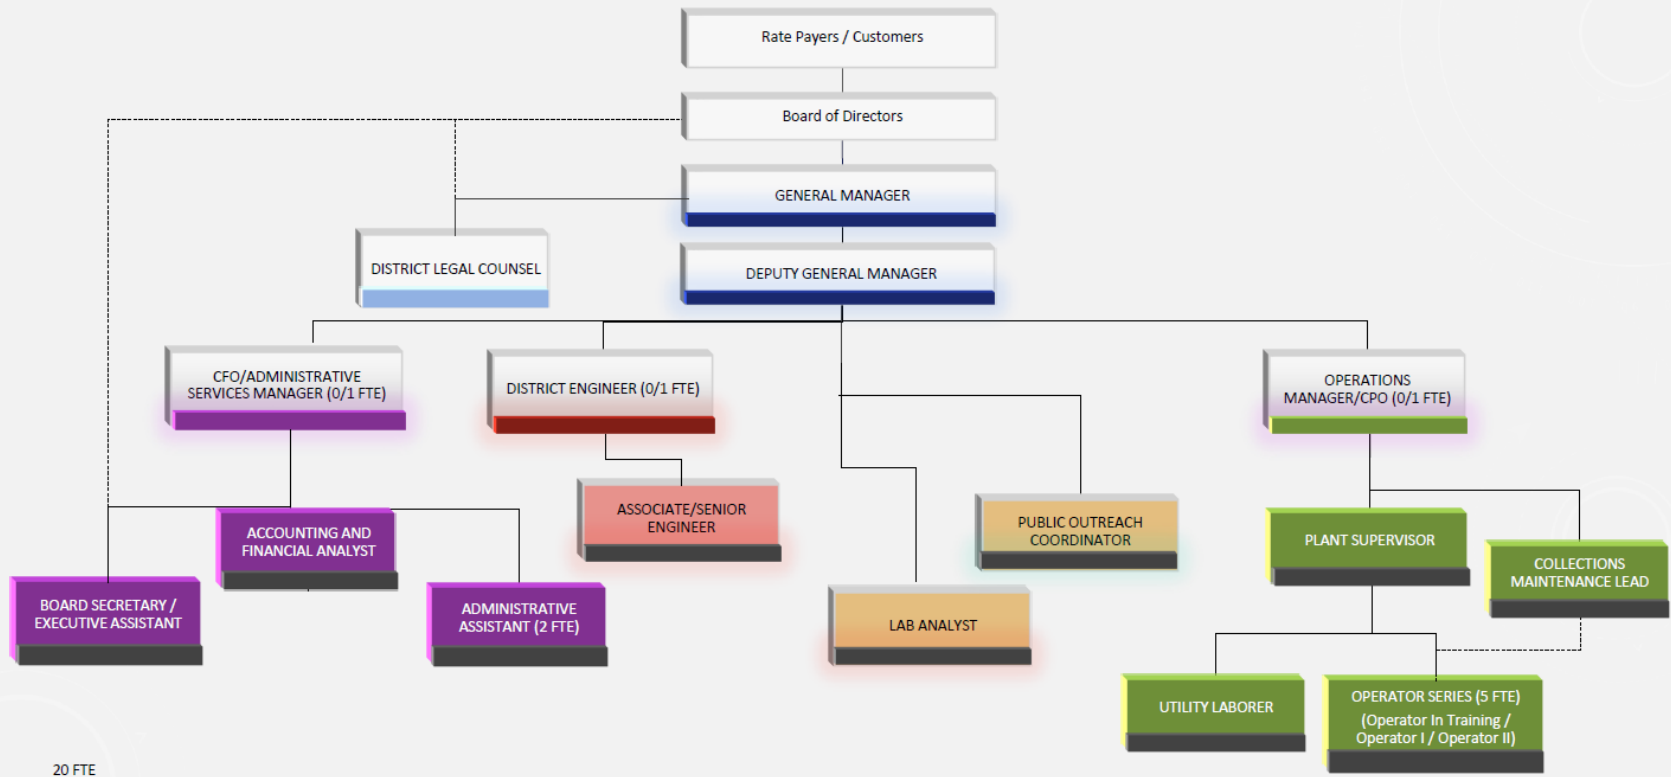 Rate Payers / Customers
Board of Directors
GENERAL MANAGER
DISTRICT LEGAL COUNSEL
DEPUTY GENERAL MANAGER
CFO/ADMINISTRATIVE
SERVICES MANAGER (0/1 FTE)
DISTRICT ENGINEER (0/1 FTE)
OPERATIONS
MANAGER/CPO (0/1 FTE)
ASSOCIATE/SENIOR
ENGINEER
PUBLIC OUTREACH
COORDINATOR
ACCOUNTING AND
FINANCIAL ANALYST
PLANT SUPERVISOR
COLLECTIONS
MAINTENANCE LEAD
BOARD SECRETARY /
EXECUTIVE ASSISTANT
ADMINISTRATIVE
ASSISTANT (2 FTE)
LAB ANALYST
UTILITY LABORER
OPERATOR SERIES (5 FTE)
(Operator In Training /
Operator I / Operator II)
20 FTE